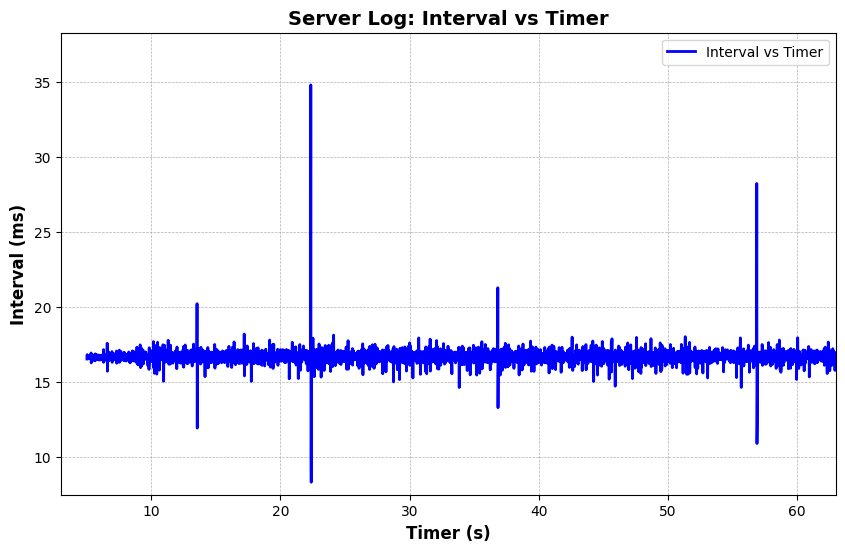 Server Log: Interval vs Timer
Interval vs Timer
Interval (ms)
35
30
25
20
15
10
10 20 30 40 50 60
Timer (s)